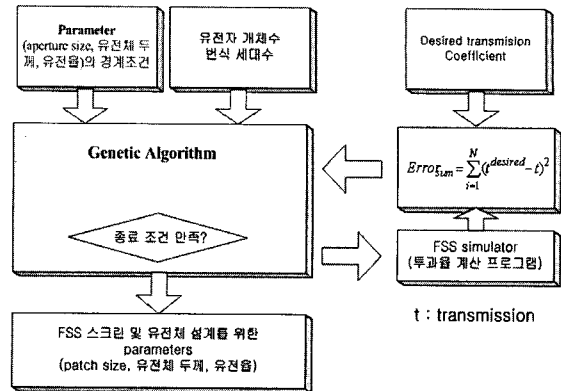 Parameter
(aperture size, 유전체 두
께, 유전율)의 경계조건
유전자 개체수
번식 세대수
Desired transmision
Coefficient
Genetic Algorithm
종료 조건 만족?
Error_sum = \sum_{i=1}^{N} (t^{desired} - t)^2
FSS simulator
(투과율 계산 프로그램)
t : transmission
FSS 스크린 및 유전체 설계를 위한
parameters
(patch size, 유전체 두께, 유전율)